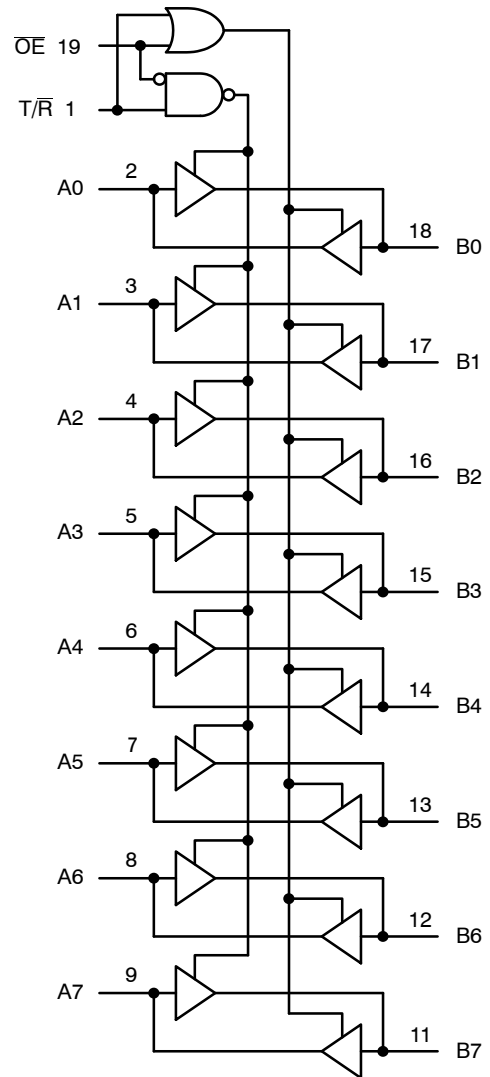 O̅E̅ 19
T/R̅ 1
A0 2
18 B0
A1 3
17 B1
A2 4
16 B2
A3 5
15 B3
A4 6
14 B4
A5 7
13 B5
A6 8
12 B6
A7 9
11 B7